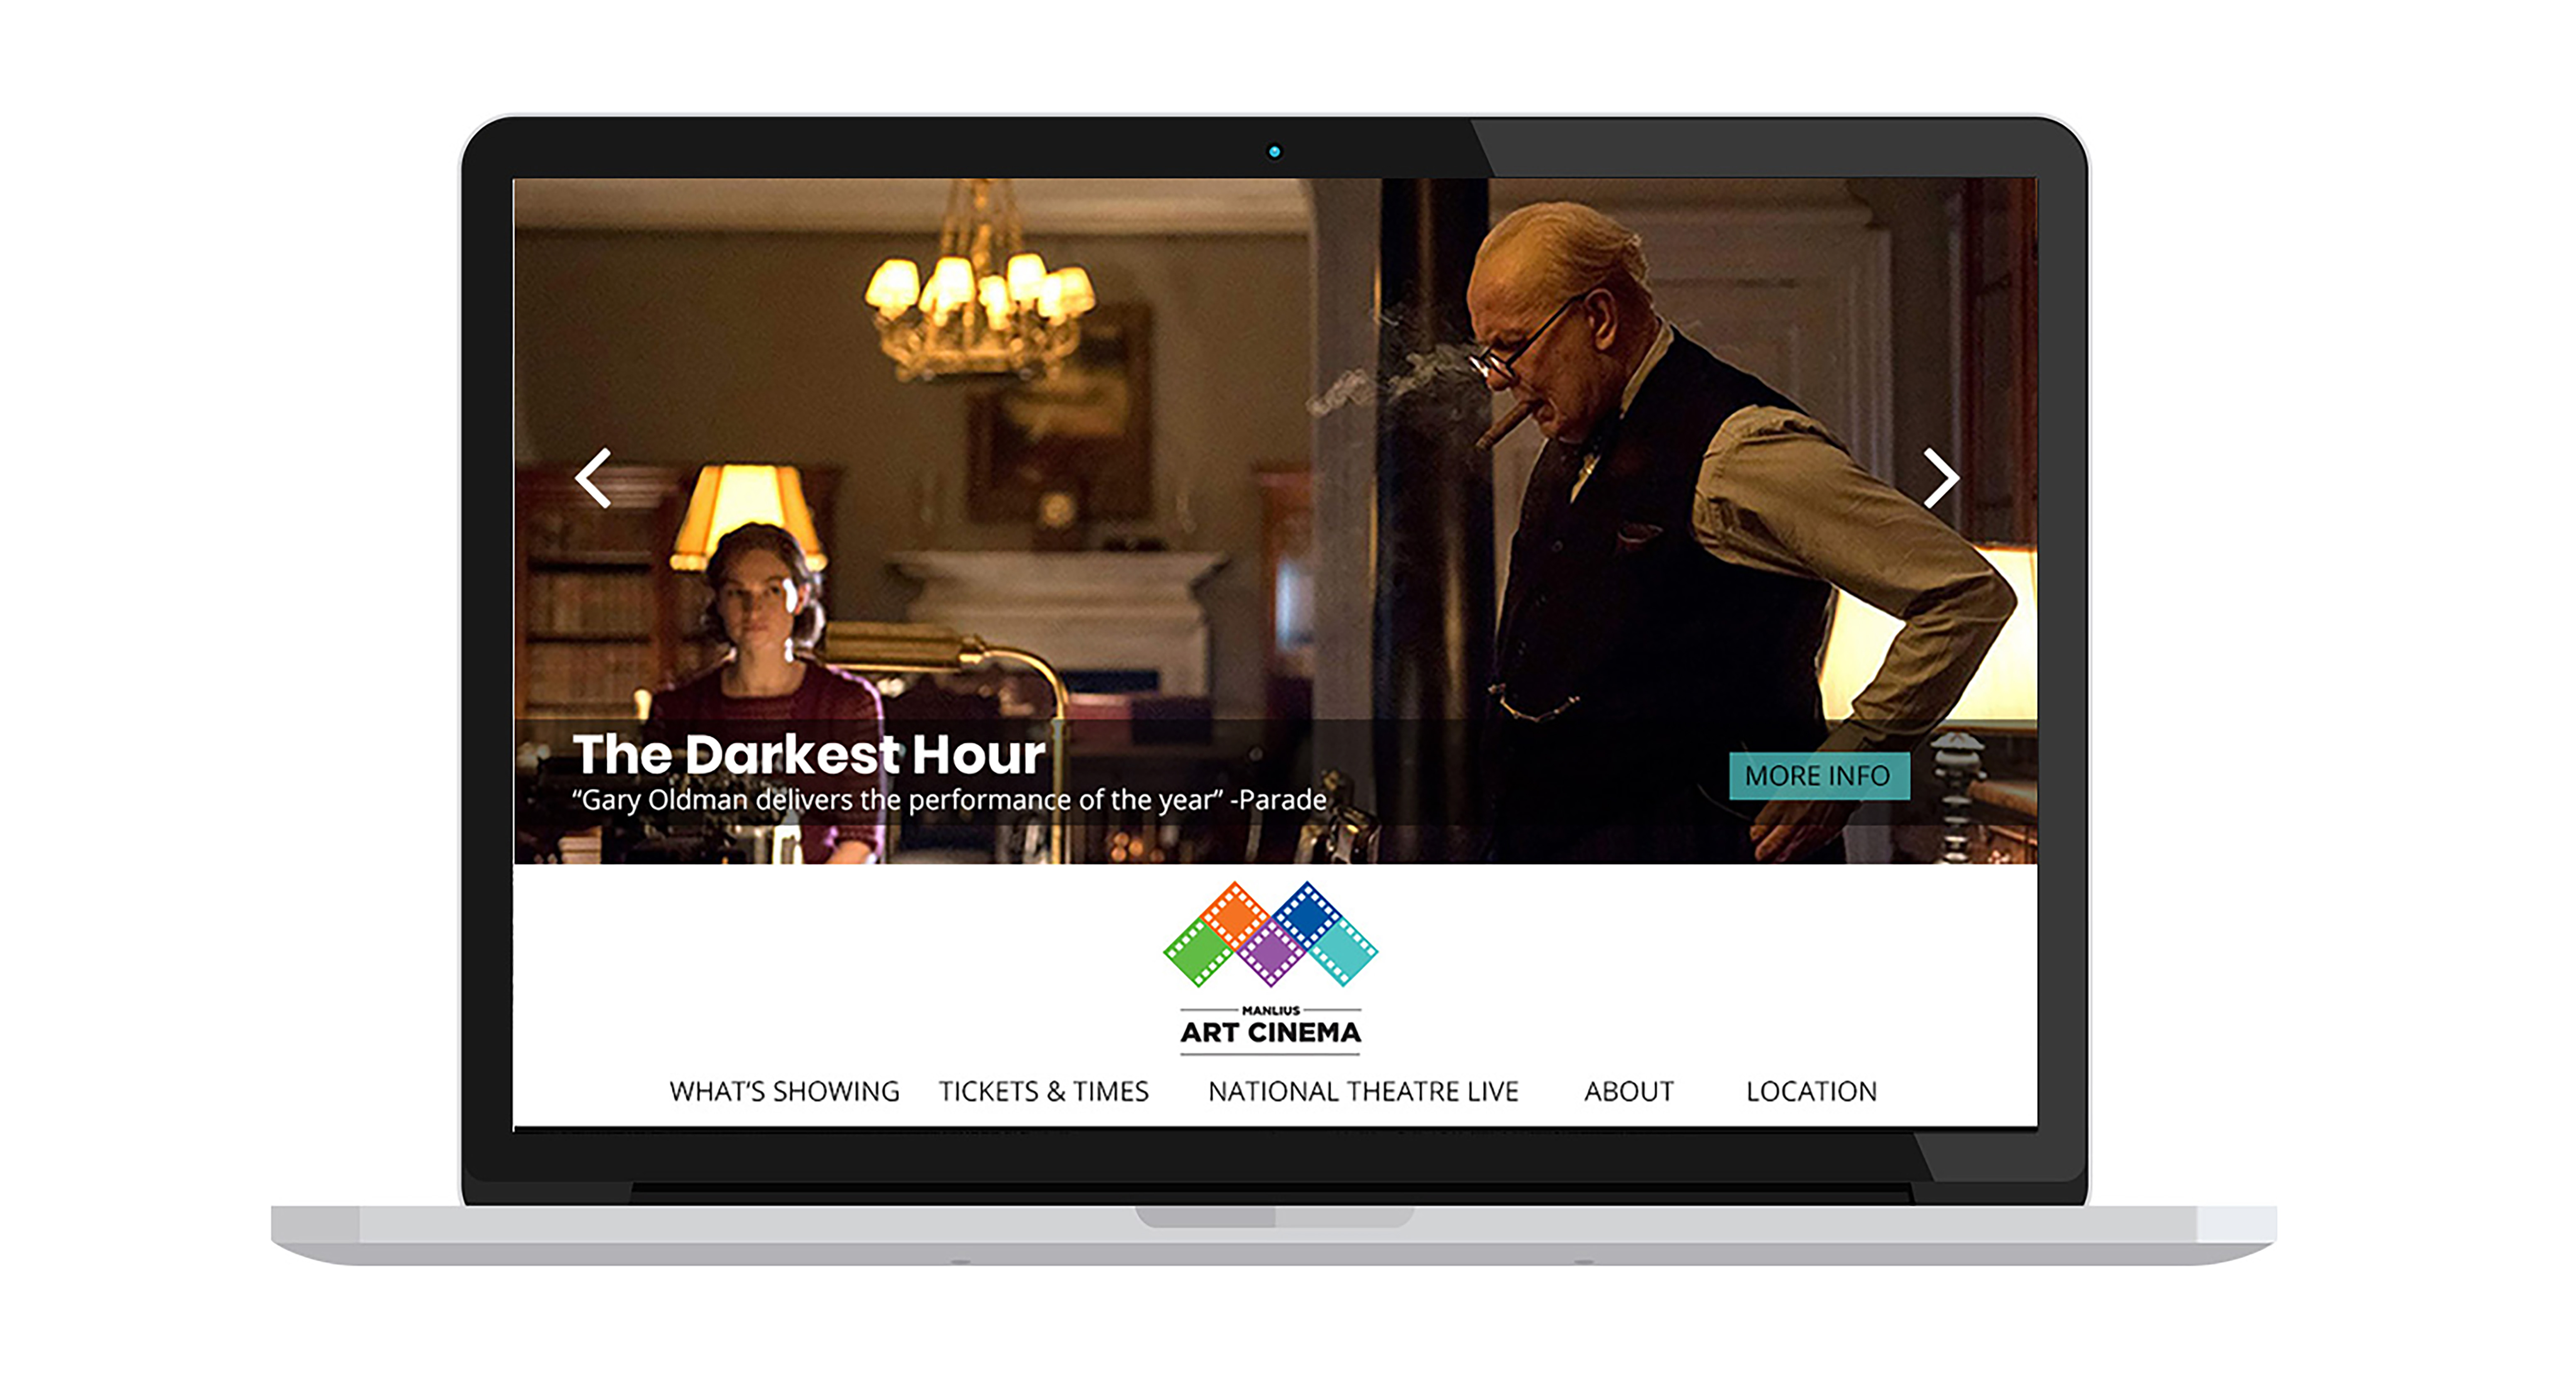 The Darkest Hour
“Gary Oldman delivers the performance of the year” -Parade
MORE INFO
MANLIUS
ART CINEMA
WHAT'S SHOWING TICKETS & TIMES NATIONAL THEATRE LIVE ABOUT LOCATION